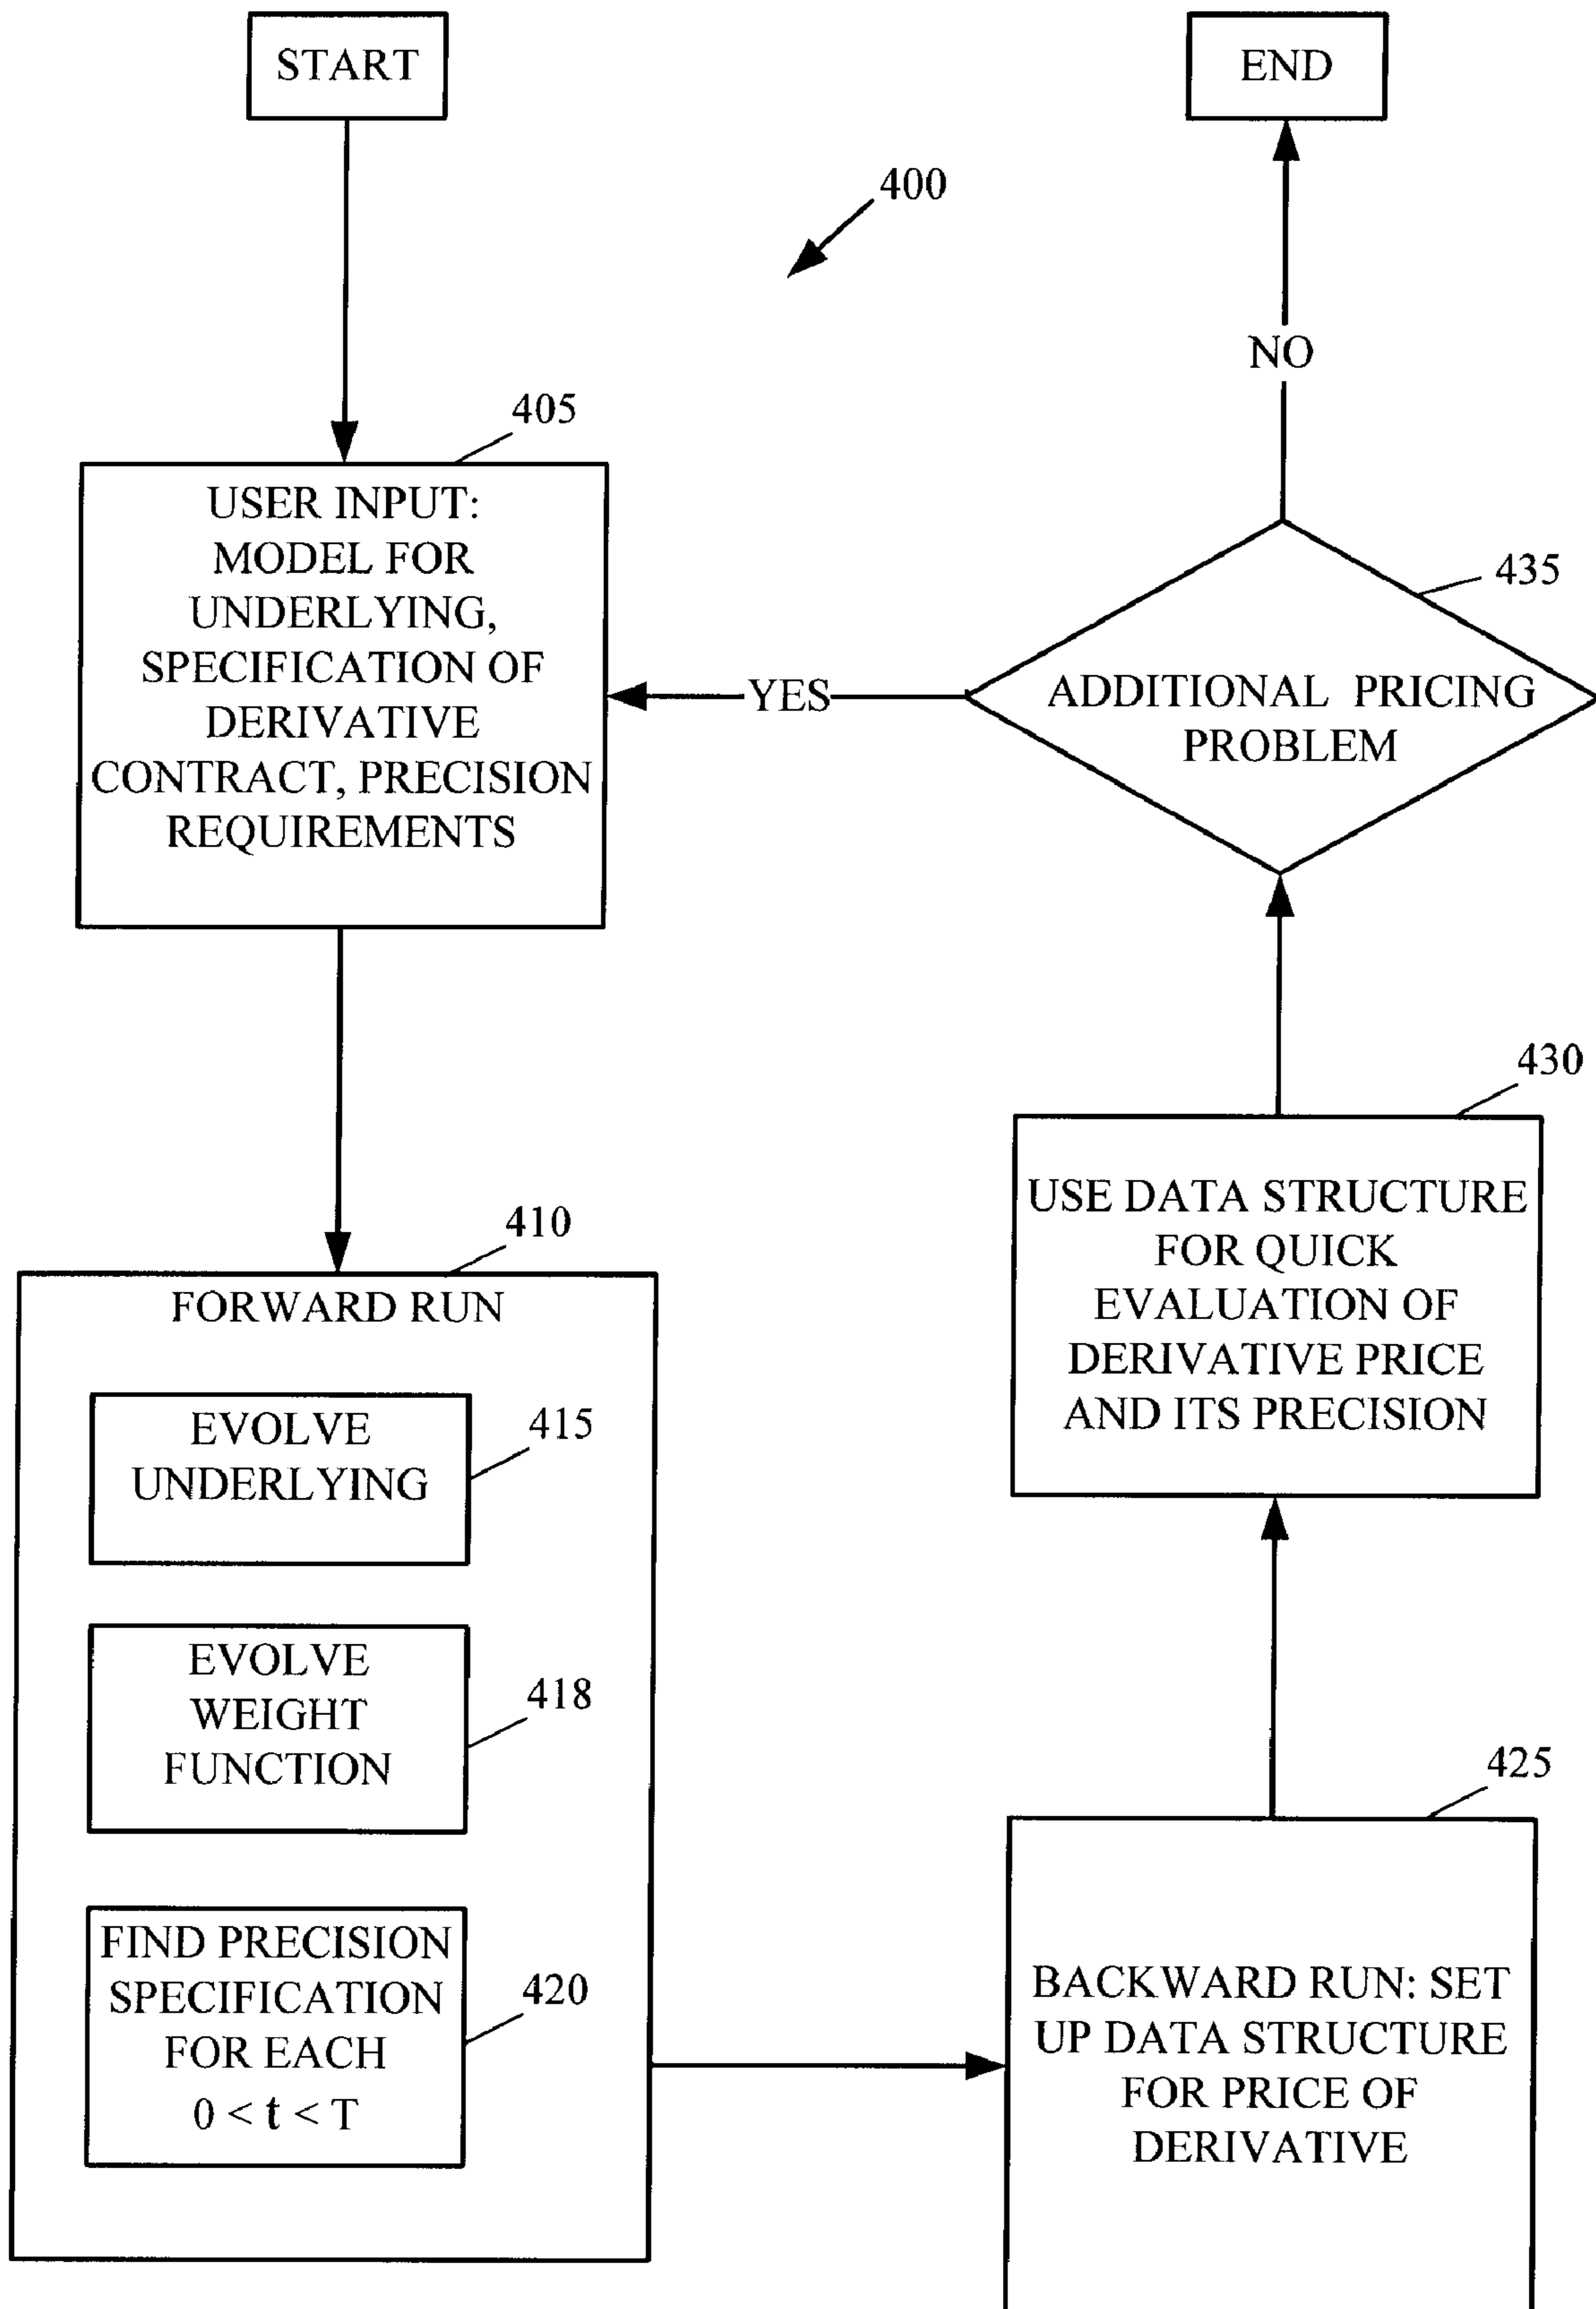 START
END
400
405
USER INPUT:
MODEL FOR
UNDERLYING,
SPECIFICATION OF
DERIVATIVE
CONTRACT, PRECISION
REQUIREMENTS
NO
435
YES
ADDITIONAL PRICING
PROBLEM
410
FORWARD RUN
EVOLVE
UNDERLYING
415
EVOLVE
WEIGHT
FUNCTION
418
FIND PRECISION
SPECIFICATION
FOR EACH
0 < t < T
420
430
USE DATA STRUCTURE
FOR QUICK
EVALUATION OF
DERIVATIVE PRICE
AND ITS PRECISION
425
BACKWARD RUN: SET
UP DATA STRUCTURE
FOR PRICE OF
DERIVATIVE